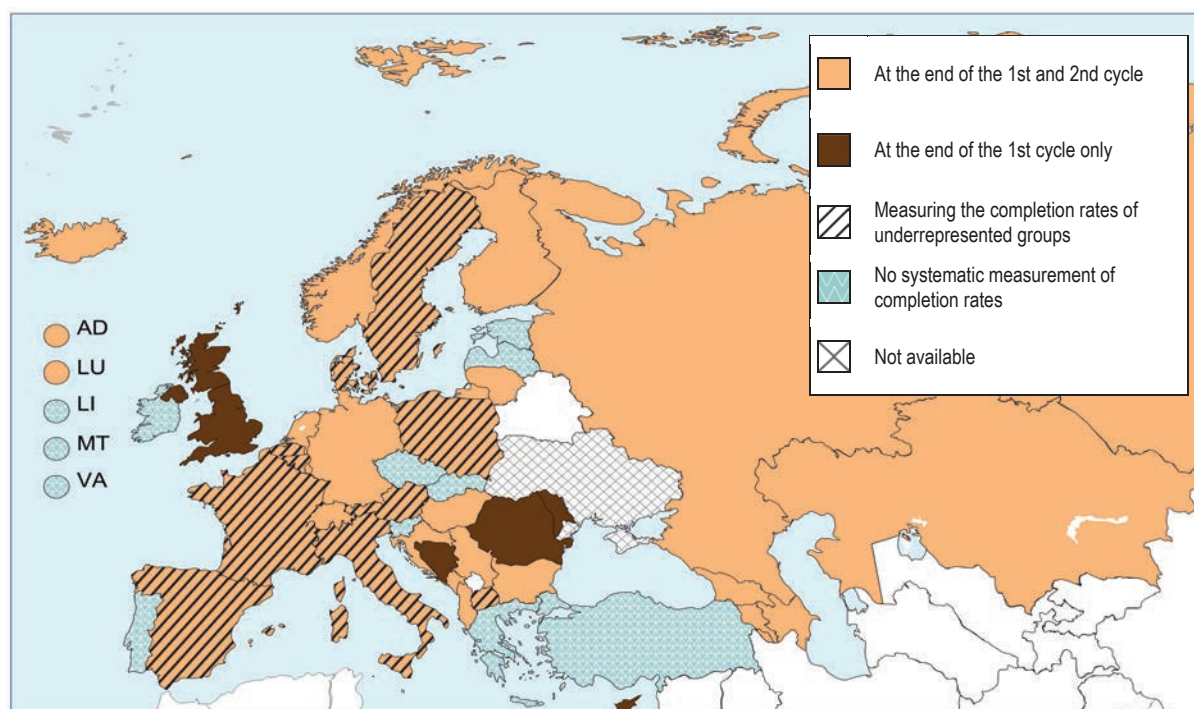 At the end of the 1st and 2nd cycle
At the end of the 1st cycle only
Measuring the completion rates of
underrepresented groups
No systematic measurement of
completion rates
Not available
AD
LU
LI
MT
VA